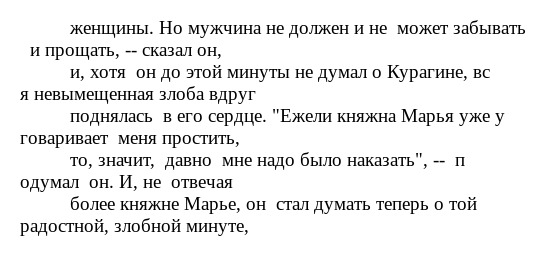 женщины. Но мужчина не должен и не  может забывать
и прощать, -- сказал он,
и, хотя  он до этой минуты не думал о Курагине, вс
я невымещенная злоба вдруг
поднялась  в его сердце. "Ежели княжна Марья уже у
говаривает  меня простить,
то, значит,  давно  мне надо было наказать", --  п
одумал  он. И, не  отвечая
более княжне Марье, он  стал думать теперь о той
радостной, злобной минуте,